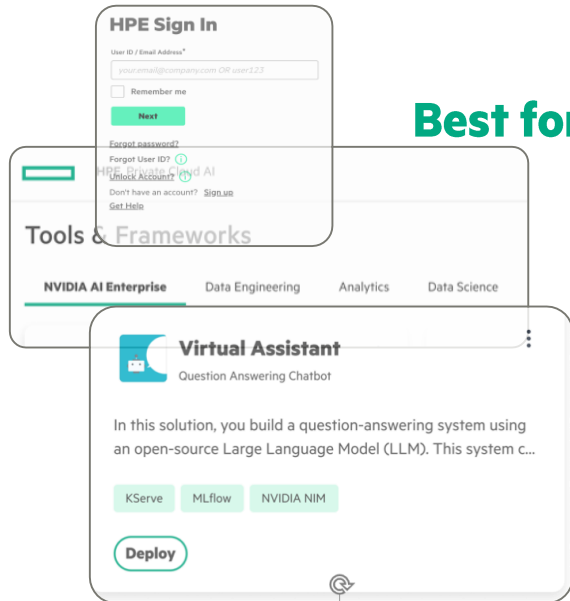 HPE Sign In
User ID / Email Address*
your.email@company.com OR user123
Remember me
Next
Forgot password?
Forgot User ID?
Unlock Account?
Don't have an account? Sign up
Get Help
Best for
HPE Private Cloud AI
Tools & Frameworks
NVIDIA AI Enterprise Data Engineering Analytics Data Science
Virtual Assistant
Question Answering Chatbot
In this solution, you build a question-answering system using
an open-source Large Language Model (LLM). This system c...
KServe MLflow NVIDIA NIM
Deploy